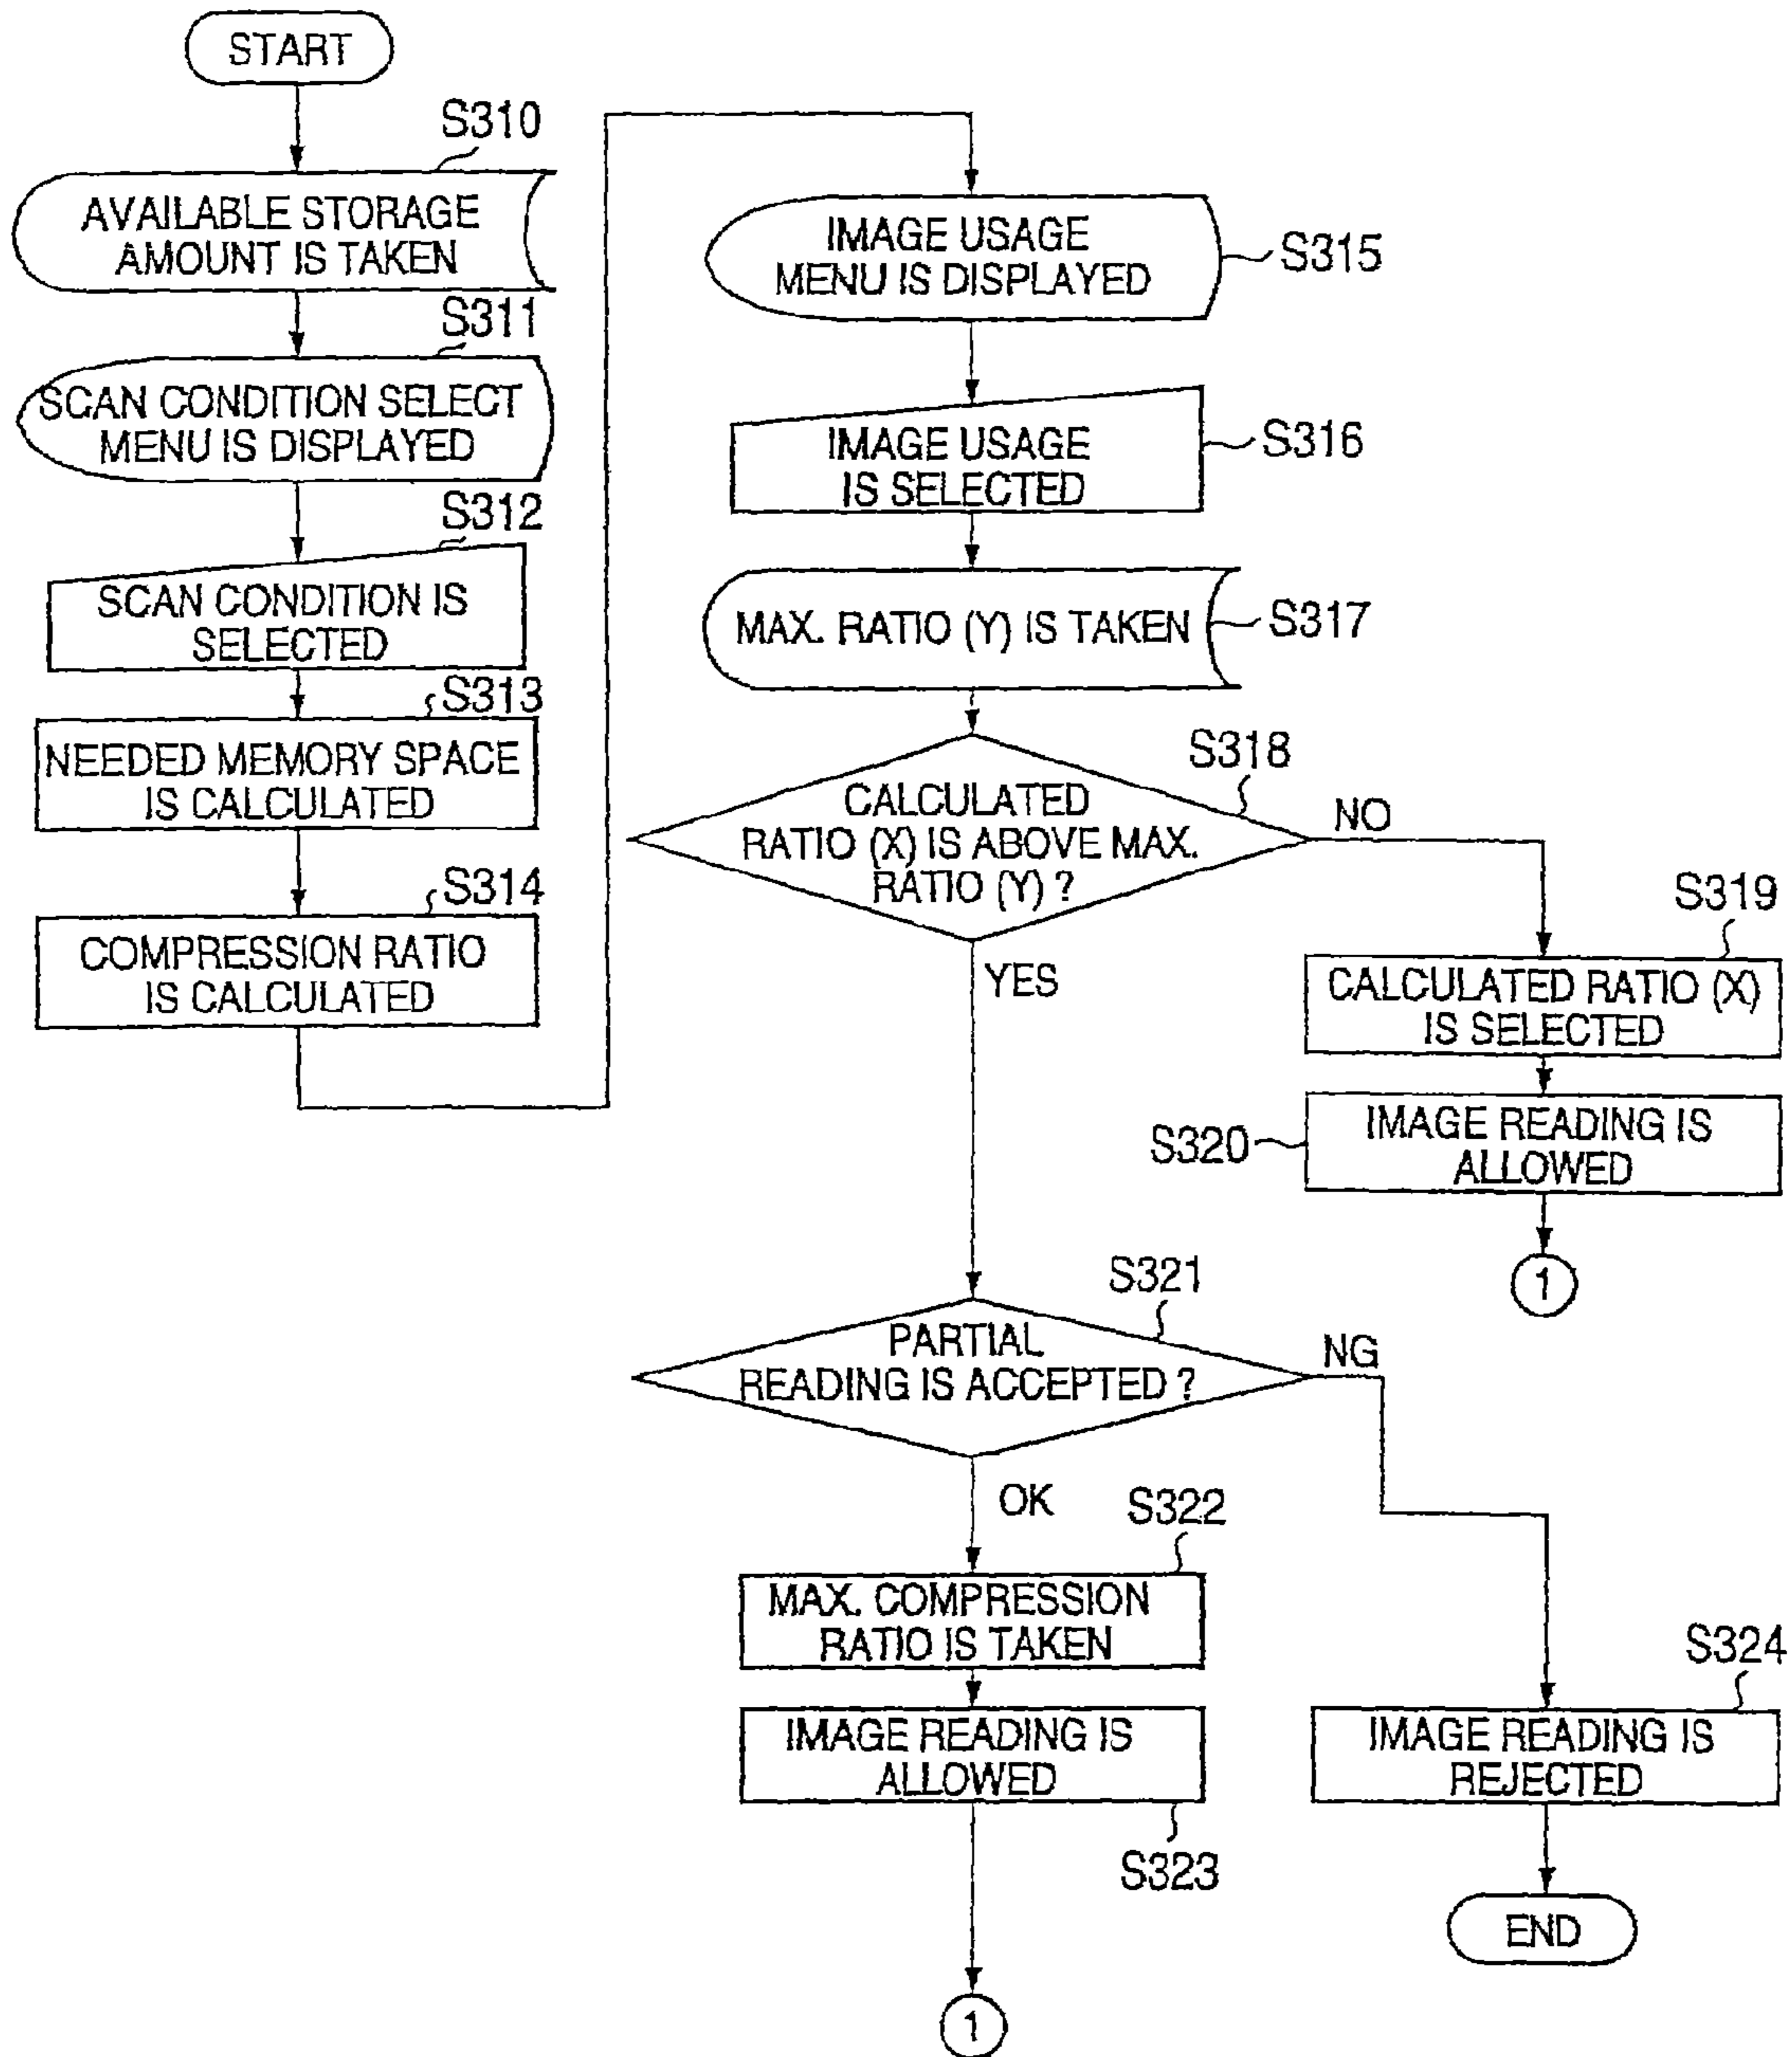 START
S310
AVAILABLE STORAGE
AMOUNT IS TAKEN
S311
SCAN CONDITION SELECT
MENU IS DISPLAYED
S312
SCAN CONDITION IS
SELECTED
S313
NEEDED MEMORY SPACE
IS CALCULATED
S314
COMPRESSION RATIO
IS CALCULATED
IMAGE USAGE
MENU IS DISPLAYED
S315
IMAGE USAGE
IS SELECTED
S316
MAX. RATIO (Y) IS TAKEN
S317
S318
CALCULATED
RATIO (X) IS ABOVE MAX.
RATIO (Y) ?
NO
YES
S319
CALCULATED RATIO (X)
IS SELECTED
S320
IMAGE READING IS
ALLOWED
1
S321
PARTIAL
READING IS ACCEPTED ?
NG
OK
S322
MAX. COMPRESSION
RATIO IS TAKEN
IMAGE READING IS
ALLOWED
S323
1
S324
IMAGE READING IS
REJECTED
END